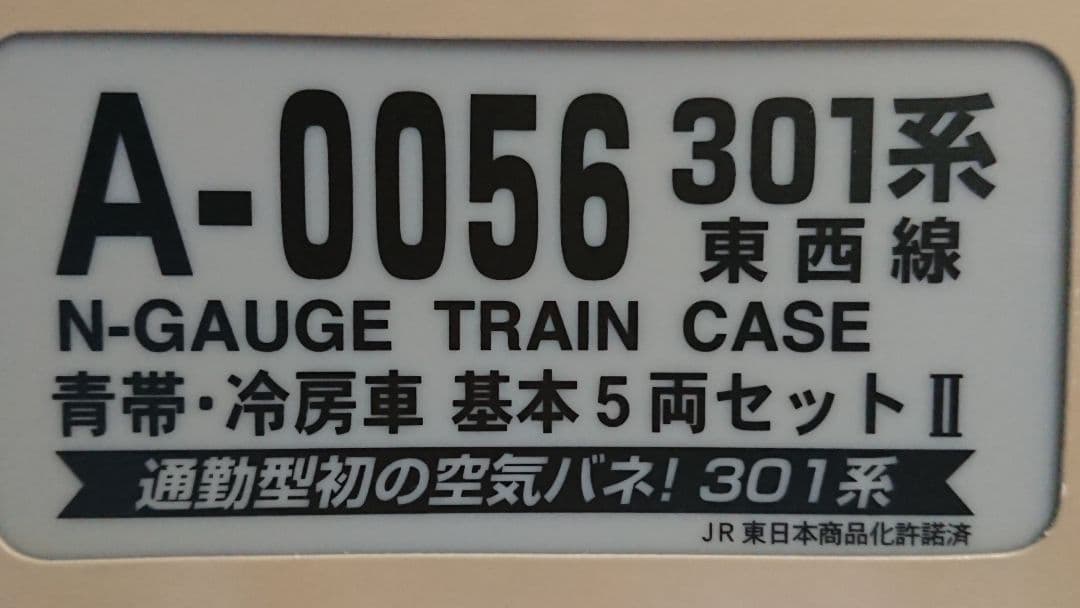 A-0056 301系
東西線
N-GAUGE TRAIN CASE
青帯・冷房車 基本5両セットⅡ
通勤型初の空気バネ! 301系
JR東日本商品化許諾済